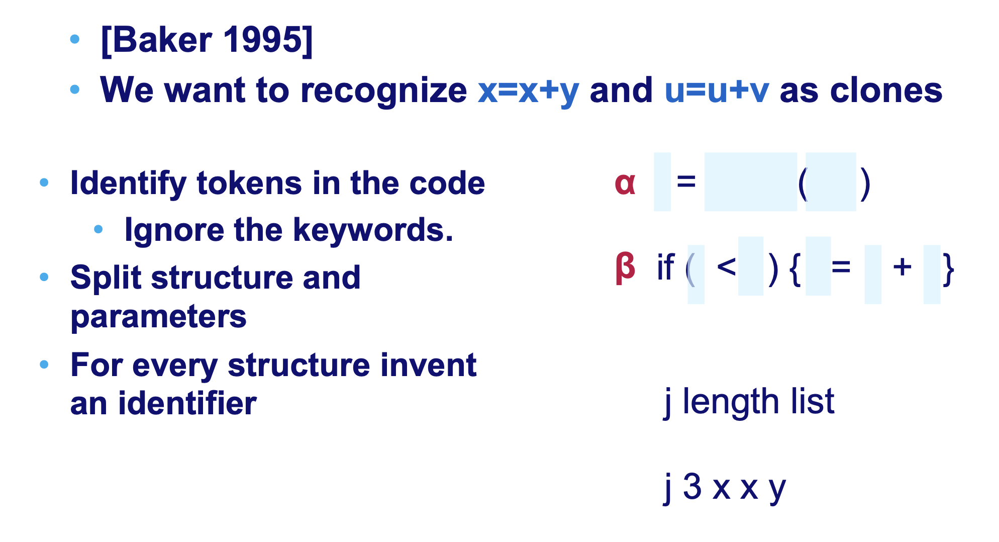 [Baker 1995]
We want to recognize x=x+y and u=u+v as clones
Identify tokens in the code
Ignore the keywords.
Split structure and
parameters
For every structure invent
an identifier
α = ( )
β if ( < ) { = + }
j length list
j 3 x x y